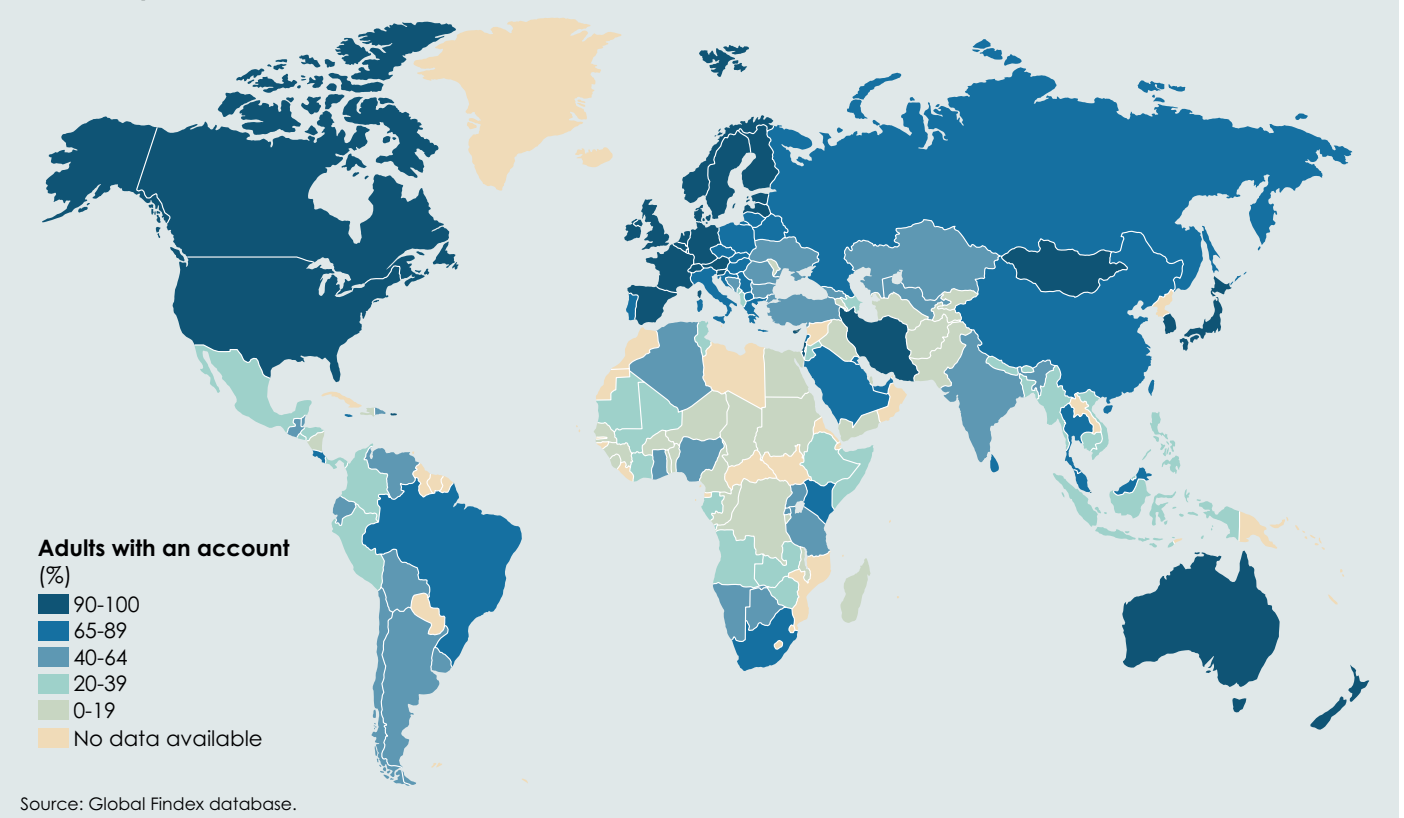 Adults with an account
(%)
90-100
65-89
40-64
20-39
0-19
No data available
Source: Global Findex database.